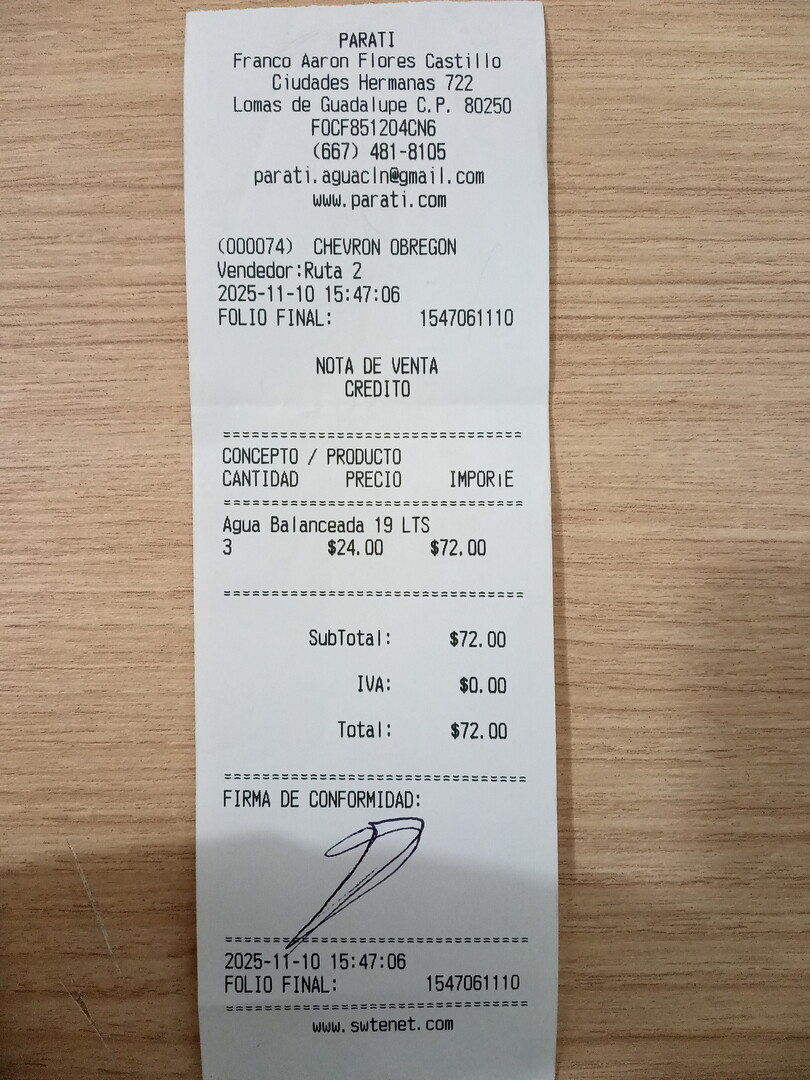 PARATI
Franco Aaron Flores Castillo
Ciudades Hermanas 722
Lomas de Guadalupe C.P. 80250
FOCF851204CN6
(667) 481-8105
parati.aguacln@gmail.com
www.parati.com
(000074) CHEVRON OBREGON
Vendedor:Ruta 2
2025-11-10 15:47:06
FOLIO FINAL: 1547061110
NOTA DE VENTA
CREDITO
CONCEPTO / PRODUCTO
CANTIDAD PRECIO IMPORTE
Agua Balanceada 19 LTS
3 $24.00 $72.00
SubTotal: $72.00
IVA: $0.00
Total: $72.00
FIRMA DE CONFORMIDAD:
2025-11-10 15:47:06
FOLIO FINAL: 1547061110
www.swtenet.com